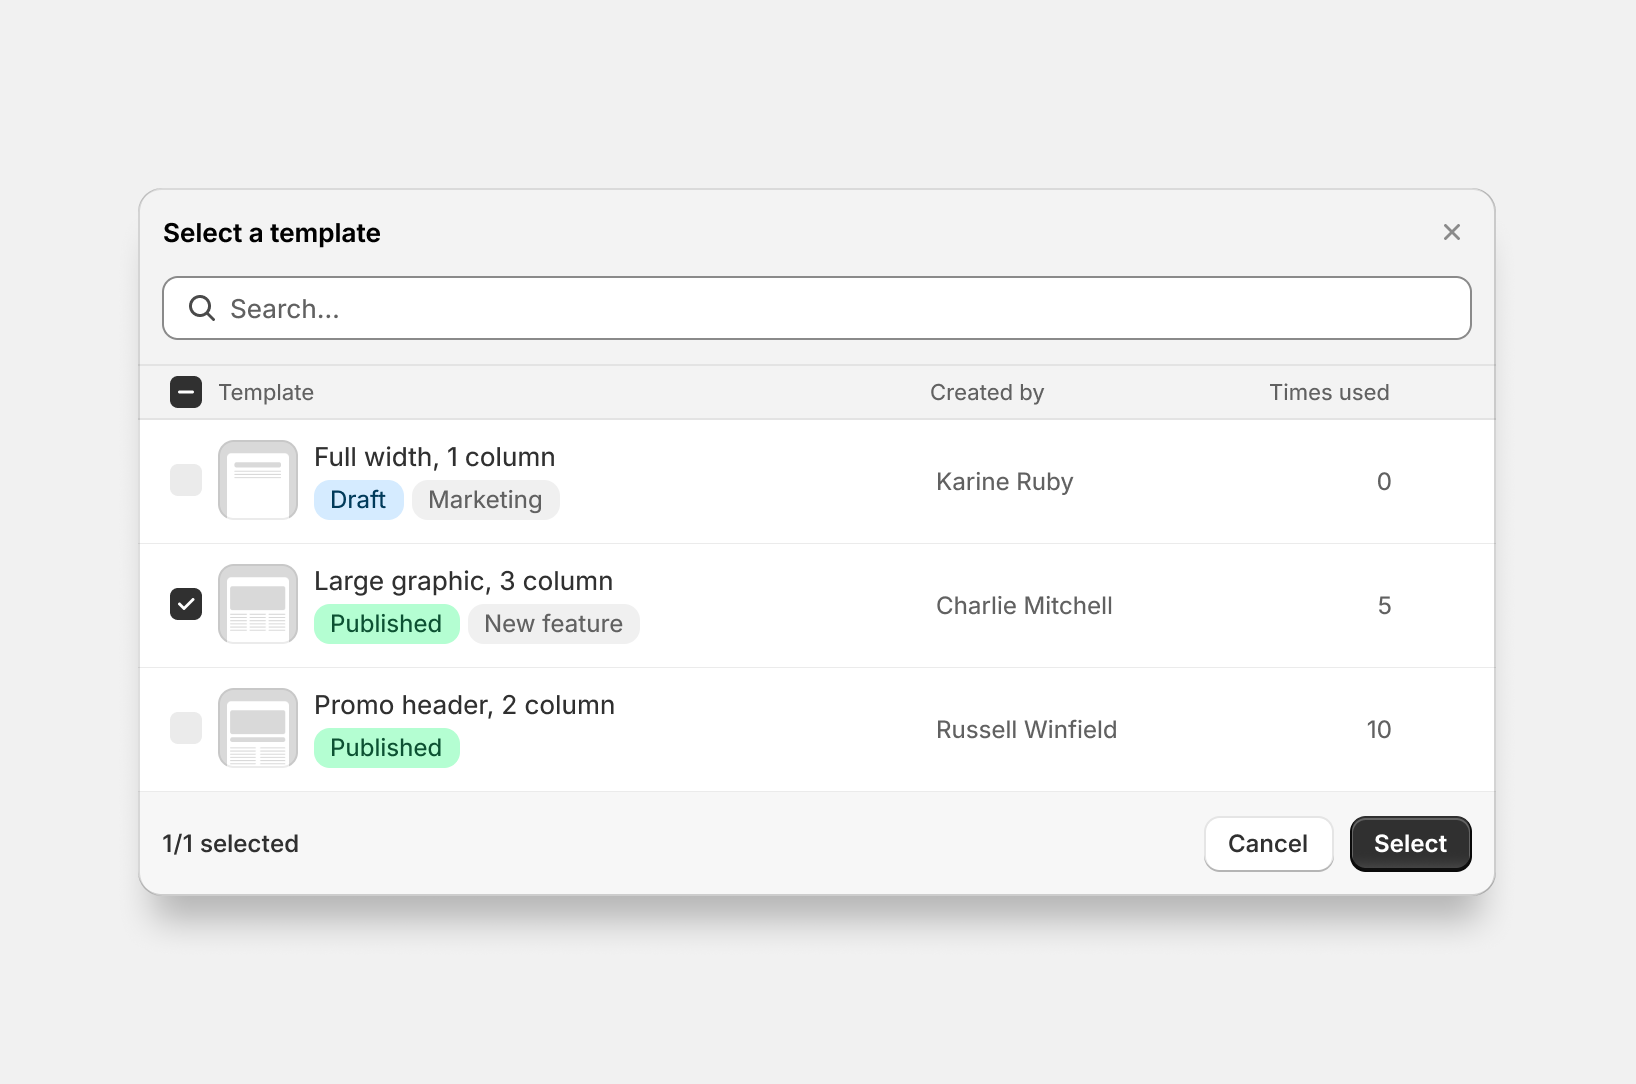 Select a template
Search...
Template Created by Times used
Full width, 1 column
Draft Marketing
Karine Ruby 0
Large graphic, 3 column
Published New feature
Charlie Mitchell 5
Promo header, 2 column
Published
Russell Winfield 10
1/1 selected Cancel Select